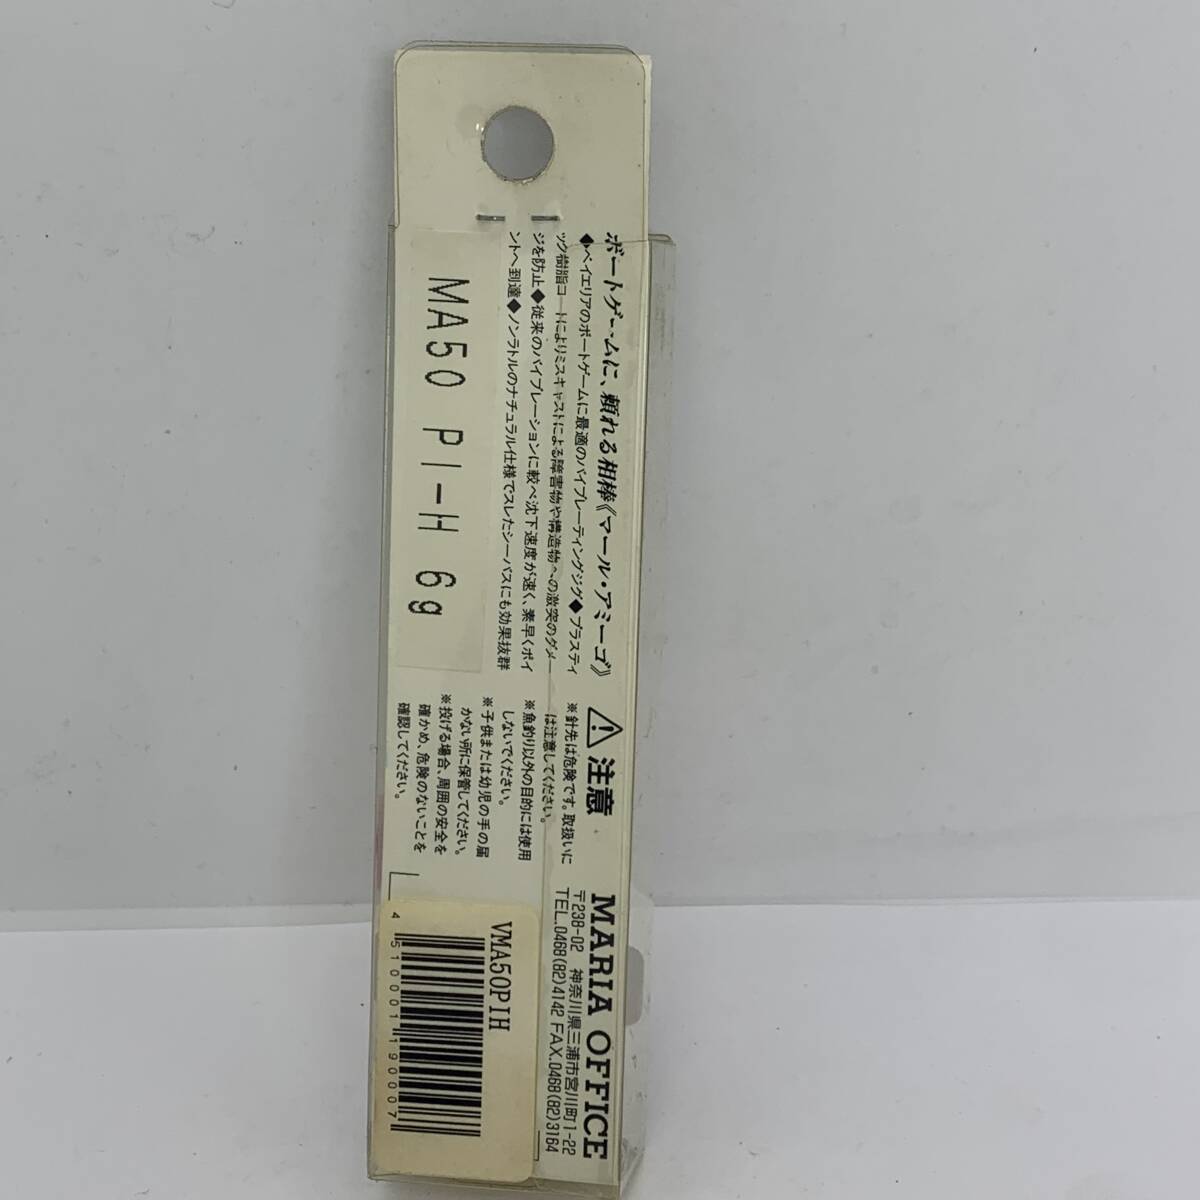 ボートゲームに、頼れる相棒《マール・アミーゴ》
◆ベイエリアのボートゲームに最適のバイブレーティングジグ◆プラスティ
ック樹脂コートによりミスキャストによる障害物や構造物への激突のダメー
ジを防止◆従来のバイブレーションに較べ沈下速度が速く、素早くポイ
ントへ到達◆ノンラトルのナチュラル仕様でスレたシーバスにも効果抜群
MA50 PI-H 6g
⚠注意
※針先は危険です。取扱いに
は注意してください。
※魚釣り以外の目的には使用
しないでください。
※子供または幼児の手の届
かない所に保管してください。
※投げる場合、周囲の安全を
確かめ、危険のないことを
確認してください。
MARIA OFFICE
〒238-02 神奈川県三浦市宮川町1-22
TEL.0468(82)4142 FAX.0468(82)3164
VMA50PIH
4 510001 190007